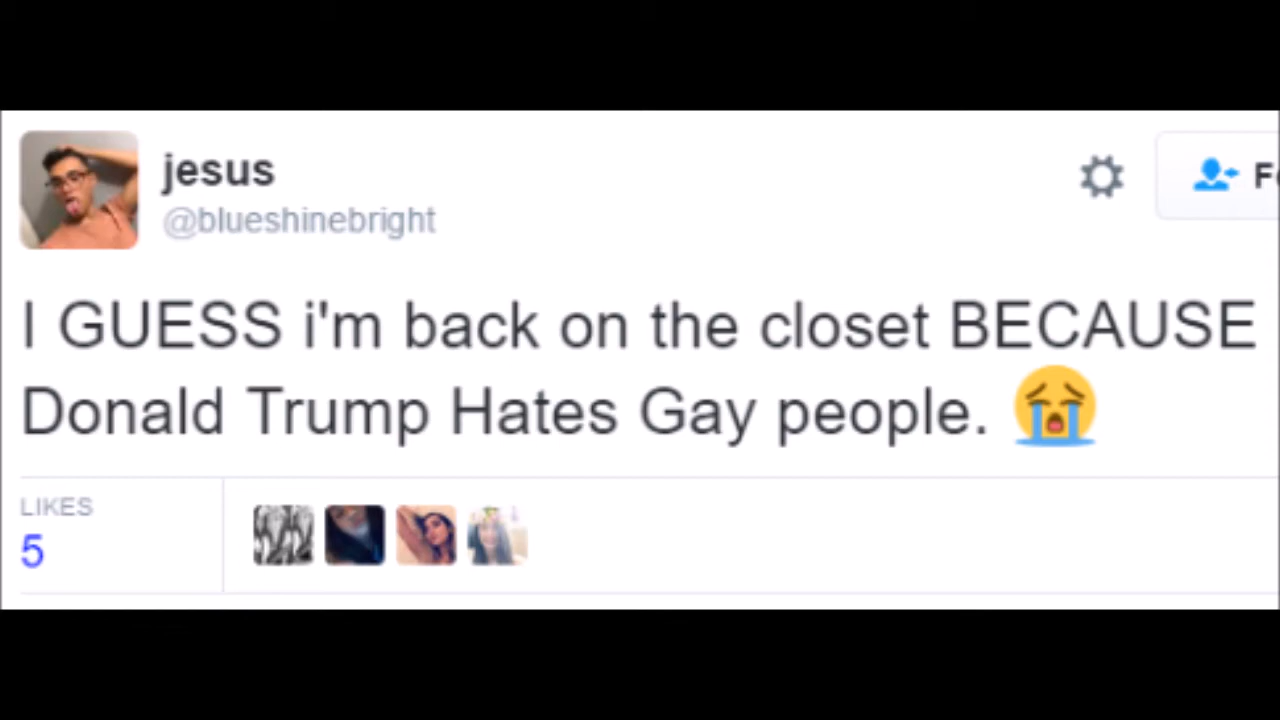 jesus
@blueshinebright
I GUESS i'm back on the closet BECAUSE
Donald Trump Hates Gay people. 😭
LIKES
5